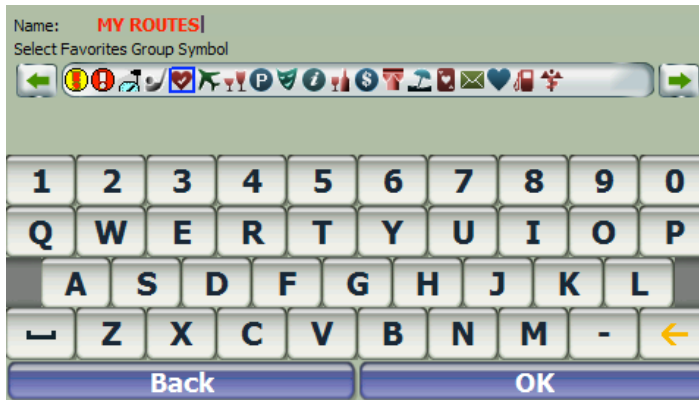 Name: MY ROUTES
Select Favorites Group Symbol
1 2 3 4 5 6 7 8 9 0
Q W E R T Y U I O P
A S D F G H J K L
Z X C V B N M -
Back OK